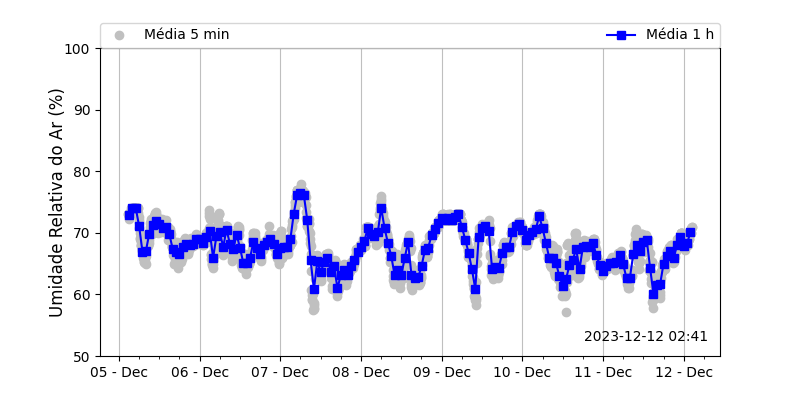 Média 5 min
Média 1 h
Umidade Relativa do Ar (%)
100
90
80
70
60
50
2023-12-12 02:41
05 - Dec
06 - Dec
07 - Dec
08 - Dec
09 - Dec
10 - Dec
11 - Dec
12 - Dec